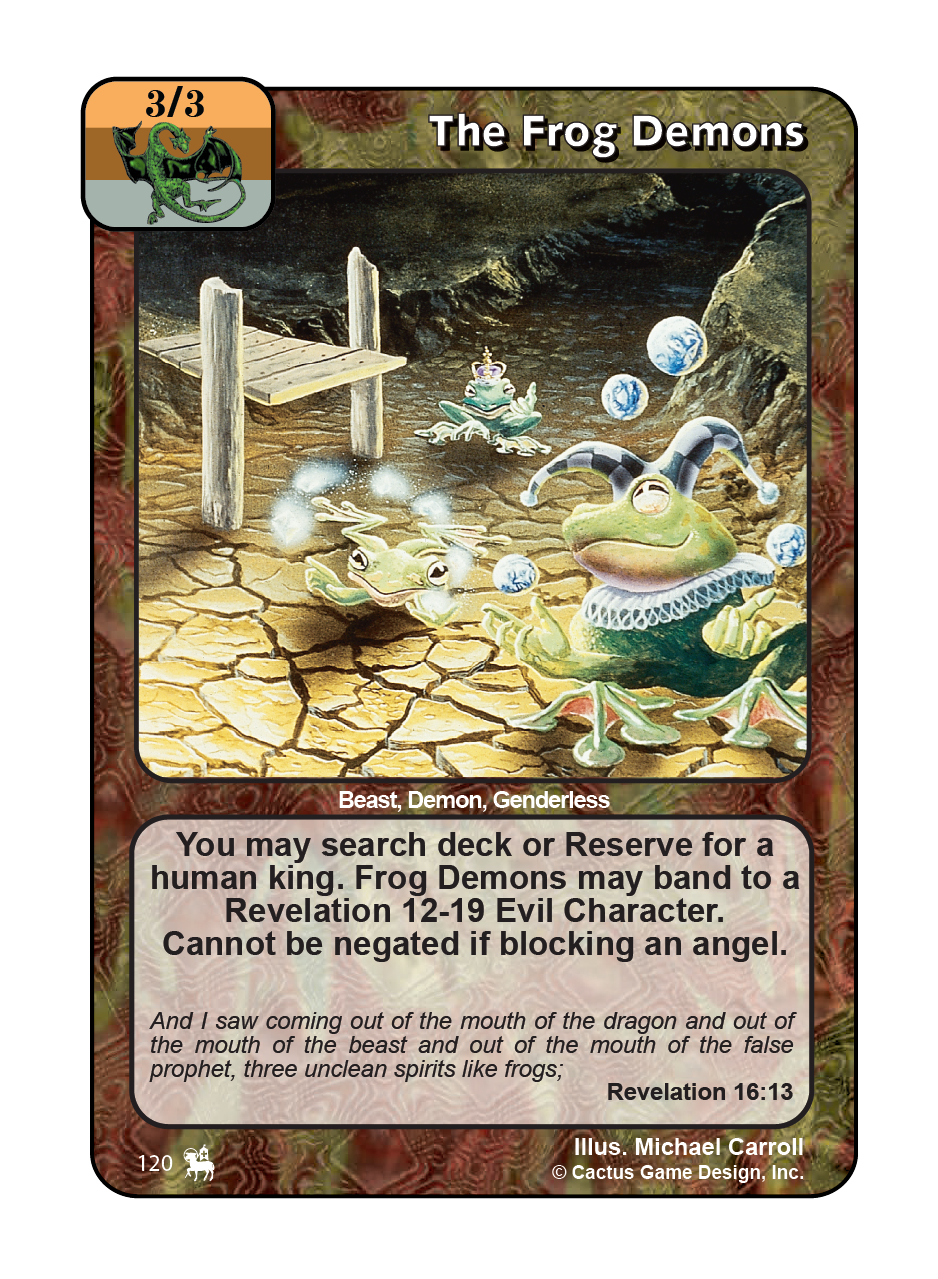 3/3
The Frog Demons
Beast, Demon, Genderless
You may search deck or Reserve for a
human king. Frog Demons may band to a
Revelation 12-19 Evil Character.
Cannot be negated if blocking an angel.
And I saw coming out of the mouth of the dragon and out of
the mouth of the beast and out of the mouth of the false
prophet, three unclean spirits like frogs;
Revelation 16:13
Illus. Michael Carroll
120
© Cactus Game Design, Inc.